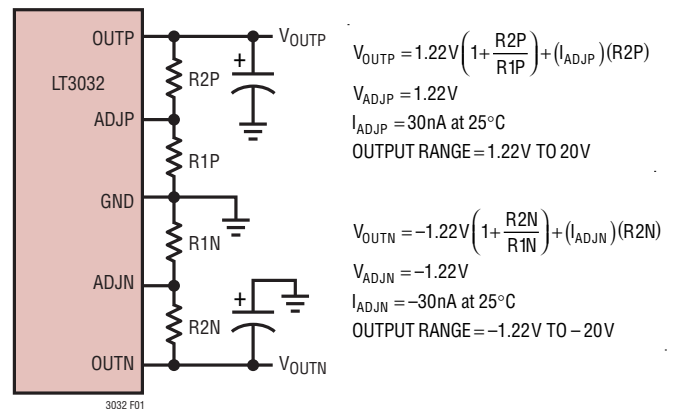 OUTP
V_OUTP
R2P
LT3032
ADJP
R1P
GND
R1N
ADJN
R2N
OUTN
V_OUTN
+
+
3032 F01
V_OUTP = 1.22V(1 + R2P/R1P) + (I_ADJP)(R2P)
V_ADJP = 1.22V
I_ADJP = 30nA at 25°C
OUTPUT RANGE = 1.22V TO 20V
V_OUTN = –1.22V(1 + R2N/R1N) + (I_ADJN)(R2N)
V_ADJN = –1.22V
I_ADJN = –30nA at 25°C
OUTPUT RANGE = –1.22V TO –20V